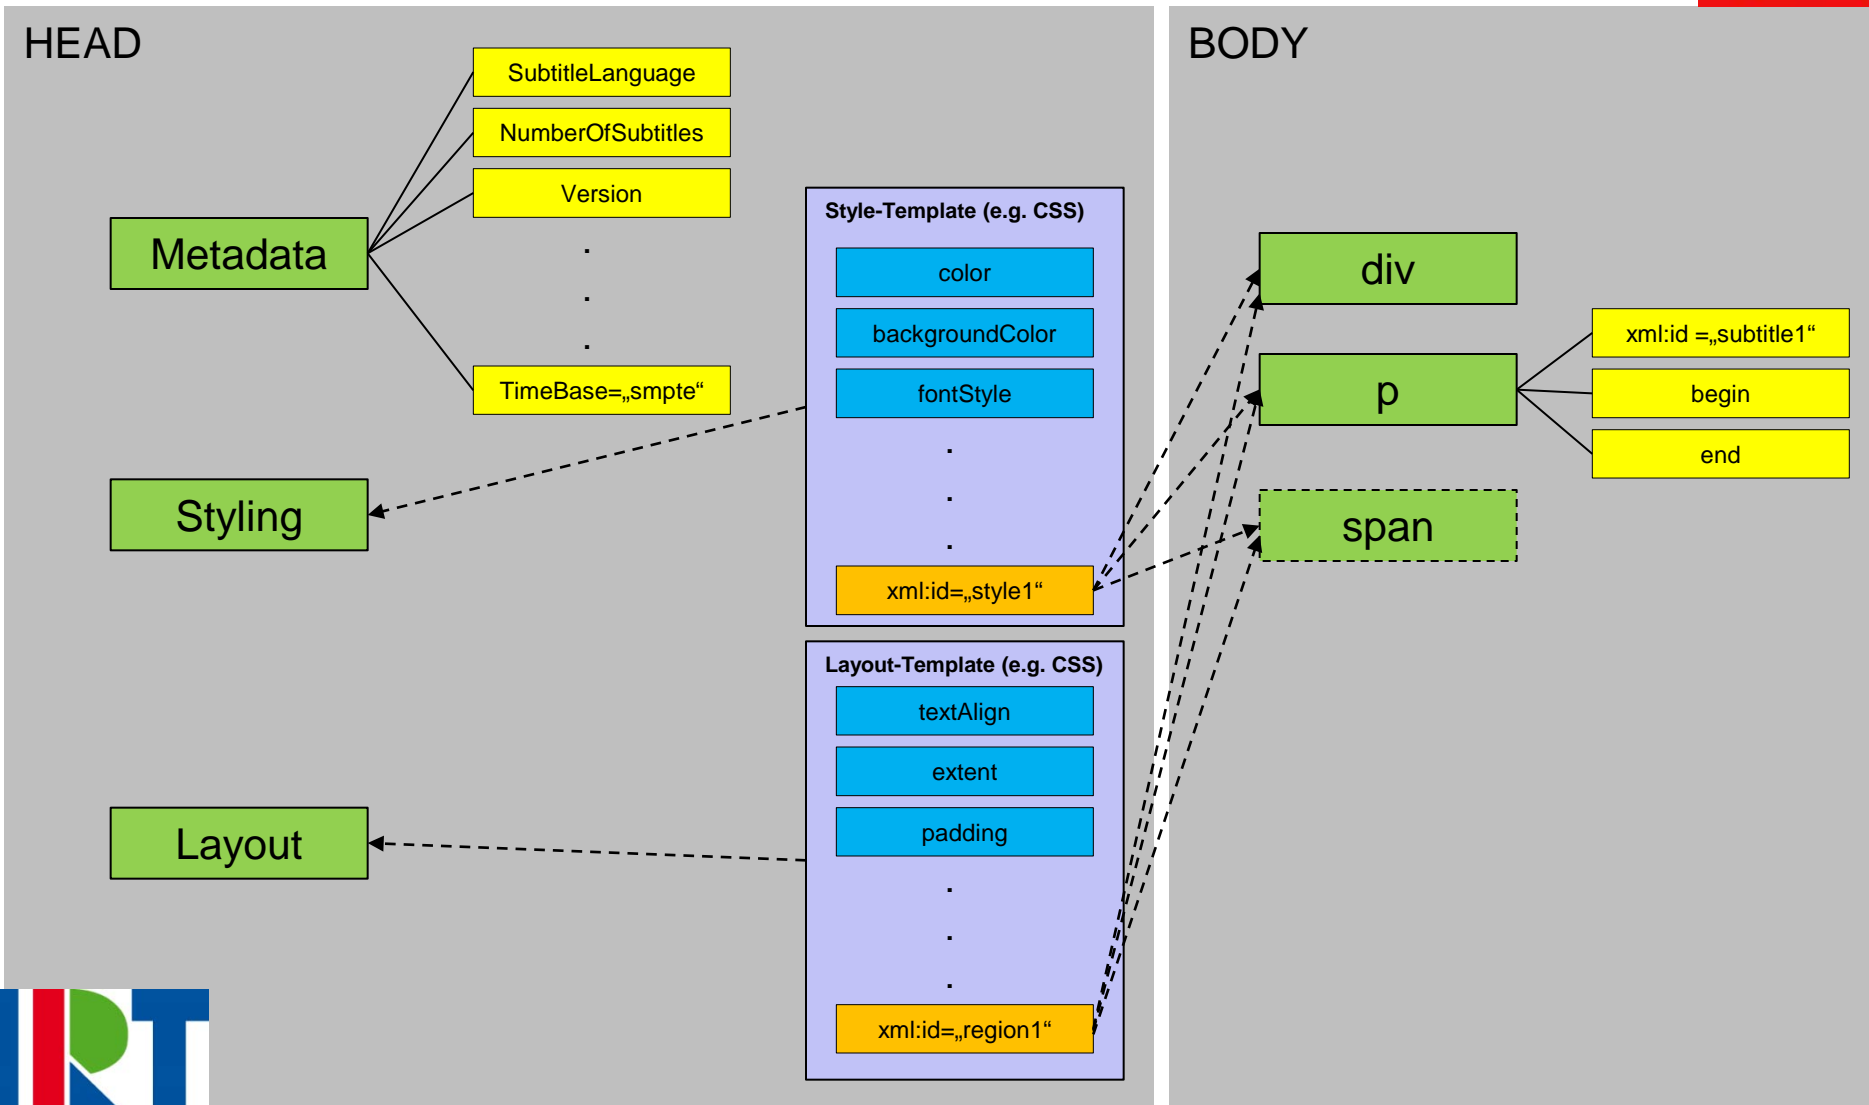 HEAD
SubtitleLanguage
NumberOfSubtitles
Version
.
.
.
TimeBase=„smpte“
Metadata
Styling
Layout
Style-Template (e.g. CSS)
color
backgroundColor
fontStyle
.
.
.
xml:id=„style1“
Layout-Template (e.g. CSS)
textAlign
extent
padding
.
.
.
xml:id=„region1“
IRT
BODY
div
p
span
xml:id =„subtitle1“
begin
end